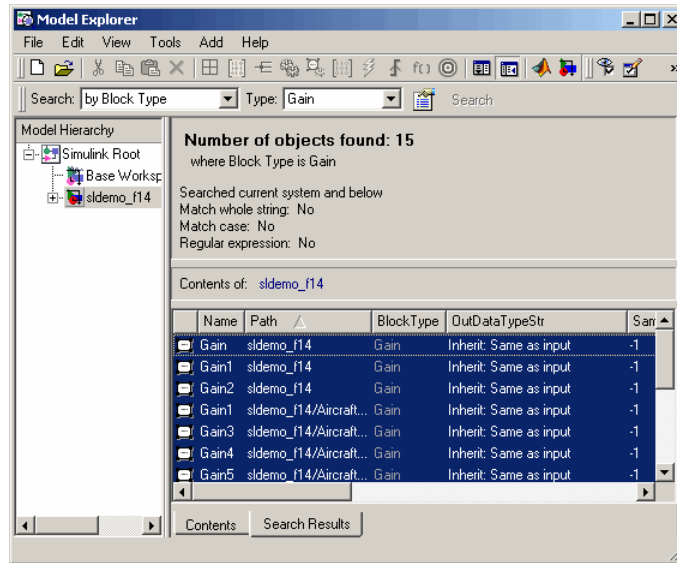 Model Explorer
File Edit View Tools Add Help
Search: by Block Type Type: Gain Search
Model Hierarchy
Simulink Root
Base Worksp
sldemo_f14
Number of objects found: 15
where Block Type is Gain
Searched current system and below
Match whole string: No
Match case: No
Regular expression: No
Contents of: sldemo_f14
Name Path BlockType OutDataTypeStr Sam
Gain sldemo_f14 Gain Inherit: Same as input -1
Gain1 sldemo_f14 Gain Inherit: Same as input -1
Gain2 sldemo_f14 Gain Inherit: Same as input -1
Gain1 sldemo_f14/Aircraft... Gain Inherit: Same as input -1
Gain3 sldemo_f14/Aircraft... Gain Inherit: Same as input -1
Gain4 sldemo_f14/Aircraft... Gain Inherit: Same as input -1
Gain5 sldemo_f14/Aircraft... Gain Inherit: Same as input -1
Contents Search Results